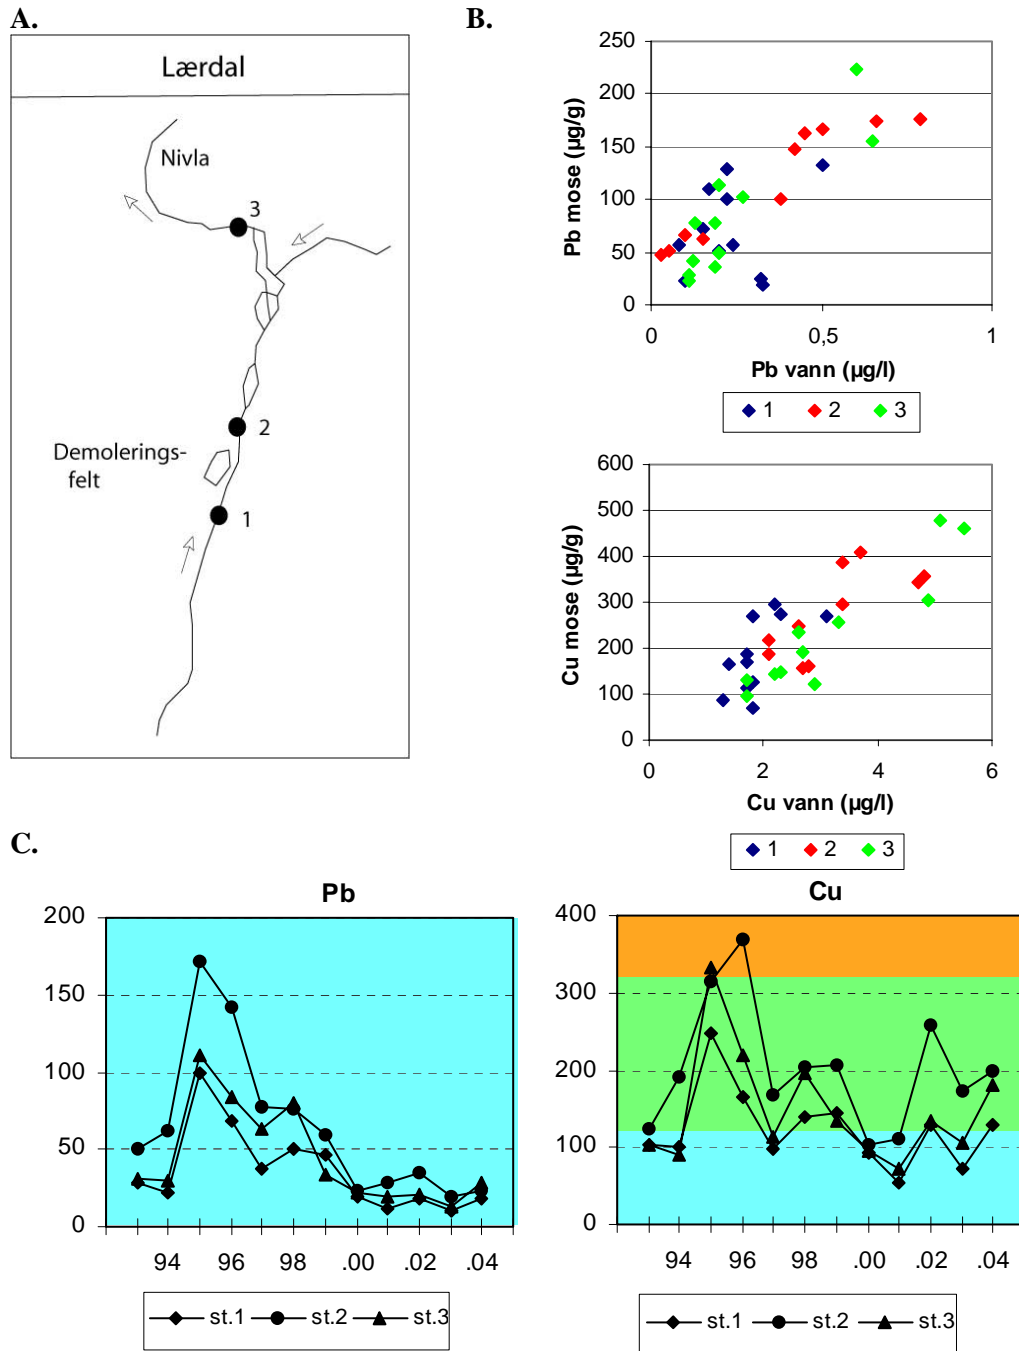 A.
Lærdal
Nivla
3
2
Demolerings-
felt
1
B.
250
200
150
100
50
0
Pb mose (µg/g)
0 0,5 1
Pb vann (µg/l)
1 2 3
600
500
400
300
200
100
0
Cu mose (µg/g)
0 2 4 6
Cu vann (µg/l)
1 2 3
C.
Pb
200
150
100
50
0
94 96 98 .00 .02 .04
st.1 st.2 st.3
Cu
400
300
200
100
0
94 96 98 .00 .02 .04
st.1 st.2 st.3